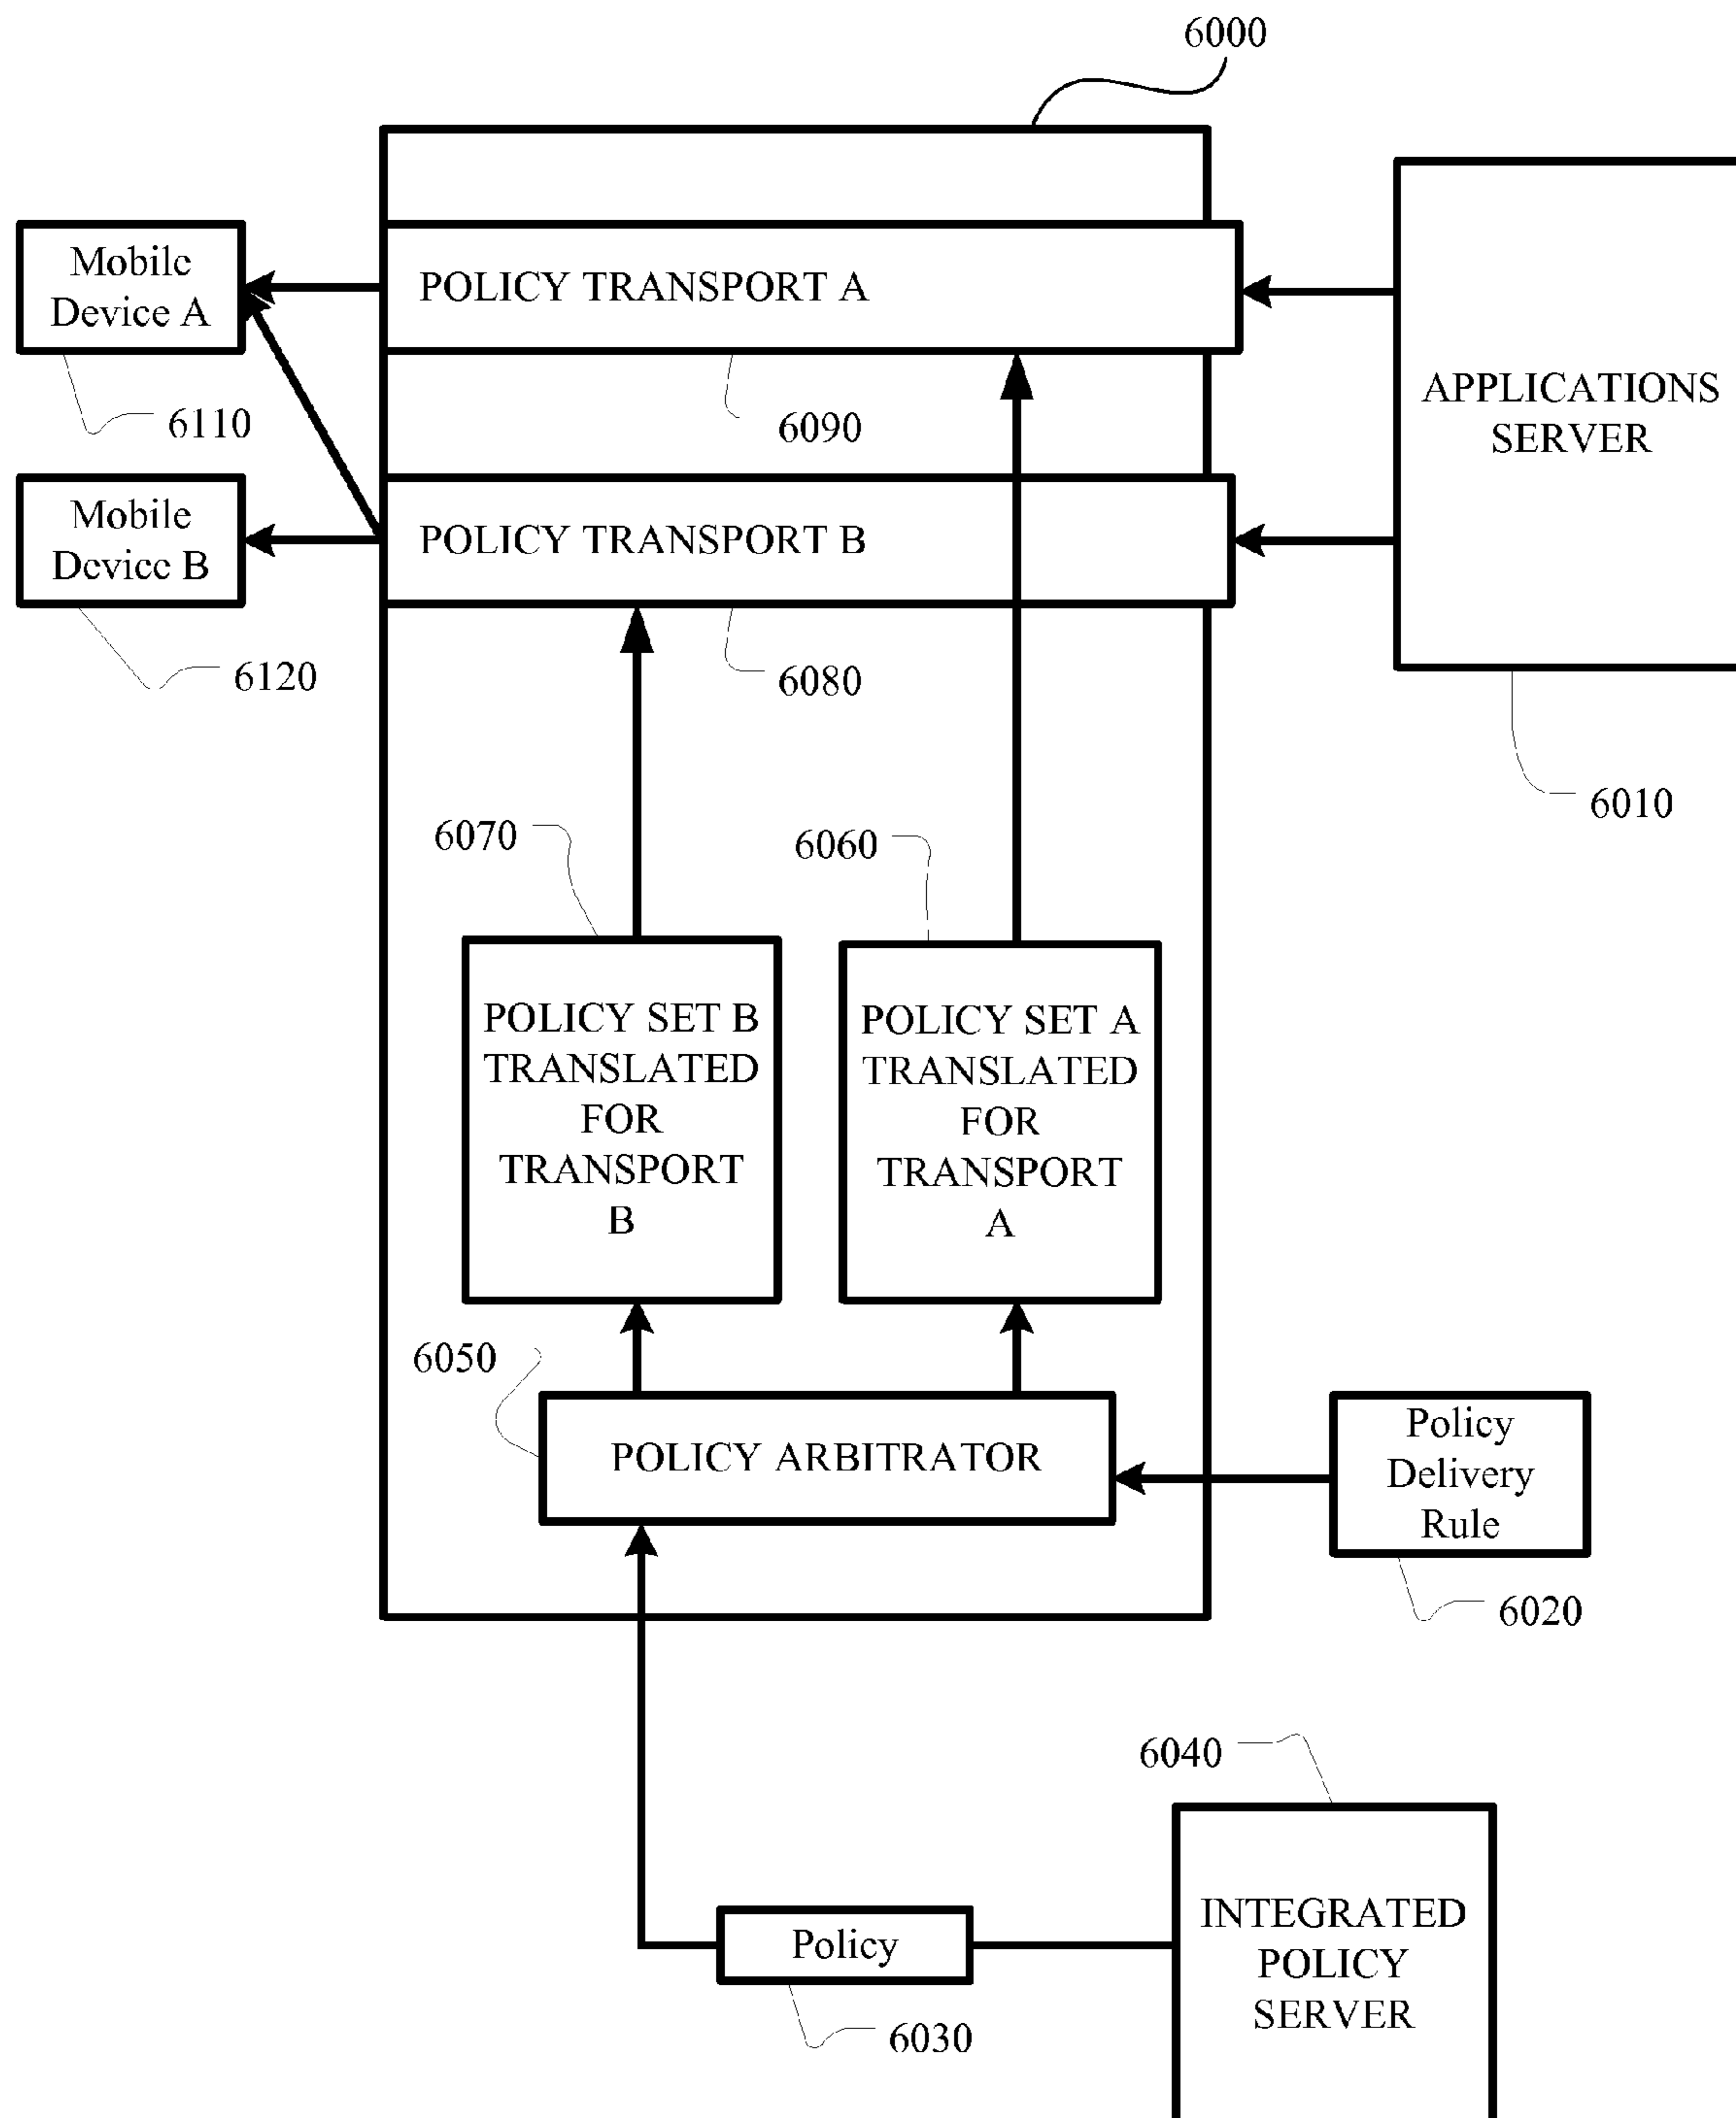 6000
Mobile
Device A
POLICY TRANSPORT A
APPLICATIONS
SERVER
6110
6090
Mobile
Device B
POLICY TRANSPORT B
6120
6080
6010
6070
6060
POLICY SET B
TRANSLATED
FOR
TRANSPORT
B
POLICY SET A
TRANSLATED
FOR
TRANSPORT
A
6050
POLICY ARBITRATOR
Policy
Delivery
Rule
6020
6040
Policy
INTEGRATED
POLICY
SERVER
6030